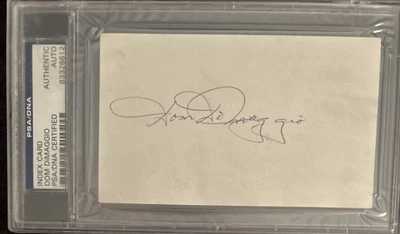 PSA/DNA
INDEX CARD
DOM DiMAGGIO
PSA/DNA CERTIFIED
AUTHENTIC
AUTO
83328612
Dom DiMaggio